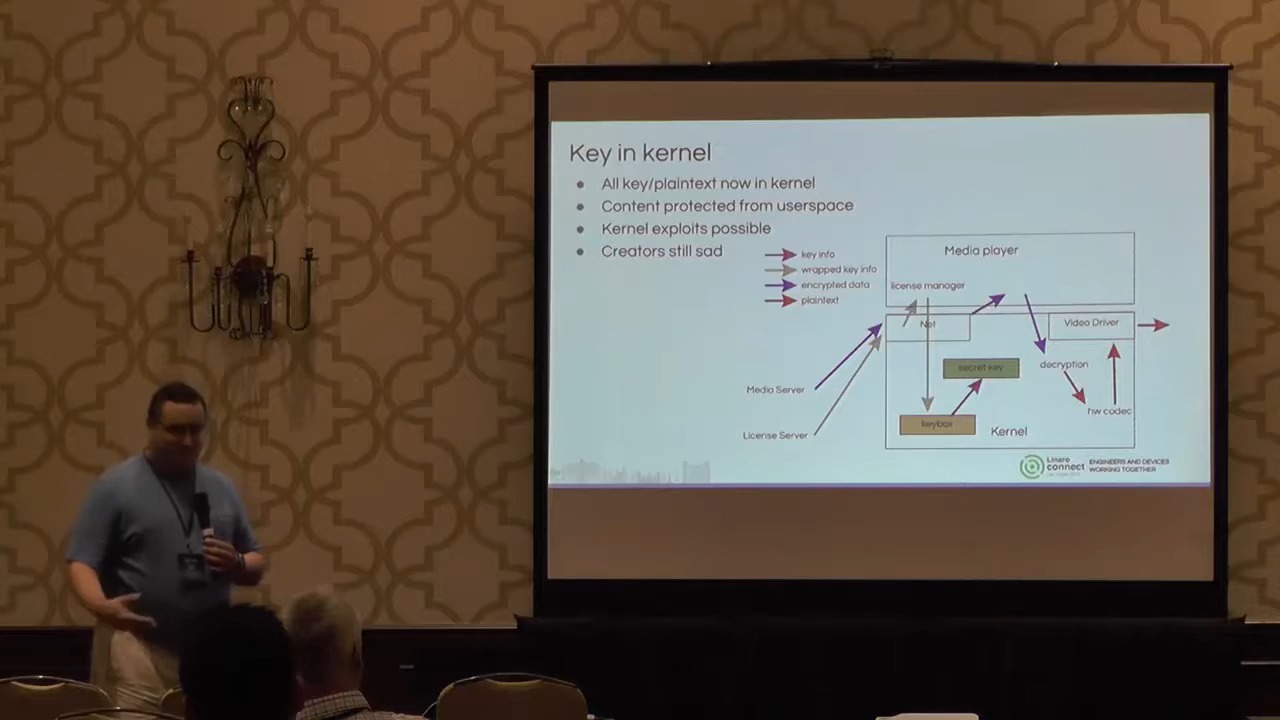 Key in kernel
● All key/plaintext now in kernel
● Content protected from userspace
● Kernel exploits possible
● Creators still sad
key info
wrapped key info
encrypted data
plaintext
Media player
license manager
Net
Video Driver
secret key
decryption
Media Server
hw codec
keybox
Kernel
License Server
Linaro
connect
ENGINEERS AND DEVICES
WORKING TOGETHER